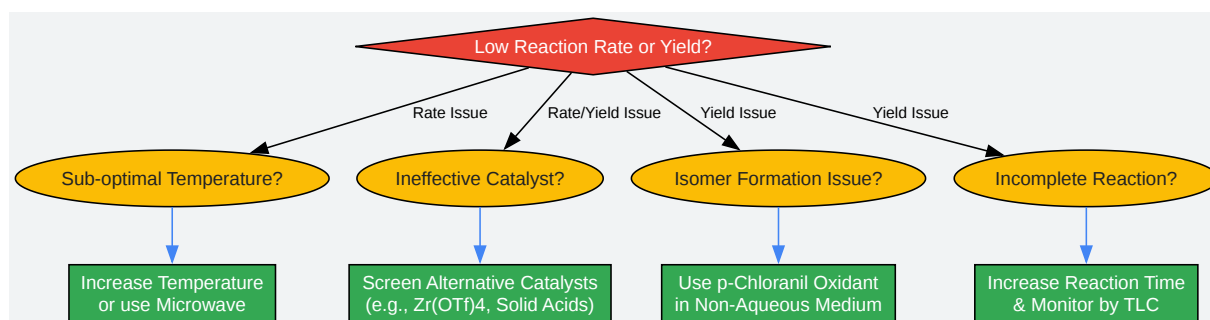 Low Reaction Rate or Yield?
Rate Issue
Rate/Yield Issue
Yield Issue
Yield Issue
Sub-optimal Temperature?
Ineffective Catalyst?
Isomer Formation Issue?
Incomplete Reaction?
Increase Temperature
or use Microwave
Screen Alternative Catalysts
(e.g., Zr(OTf)4, Solid Acids)
Use p-Chloranil Oxidant
in Non-Aqueous Medium
Increase Reaction Time
& Monitor by TLC